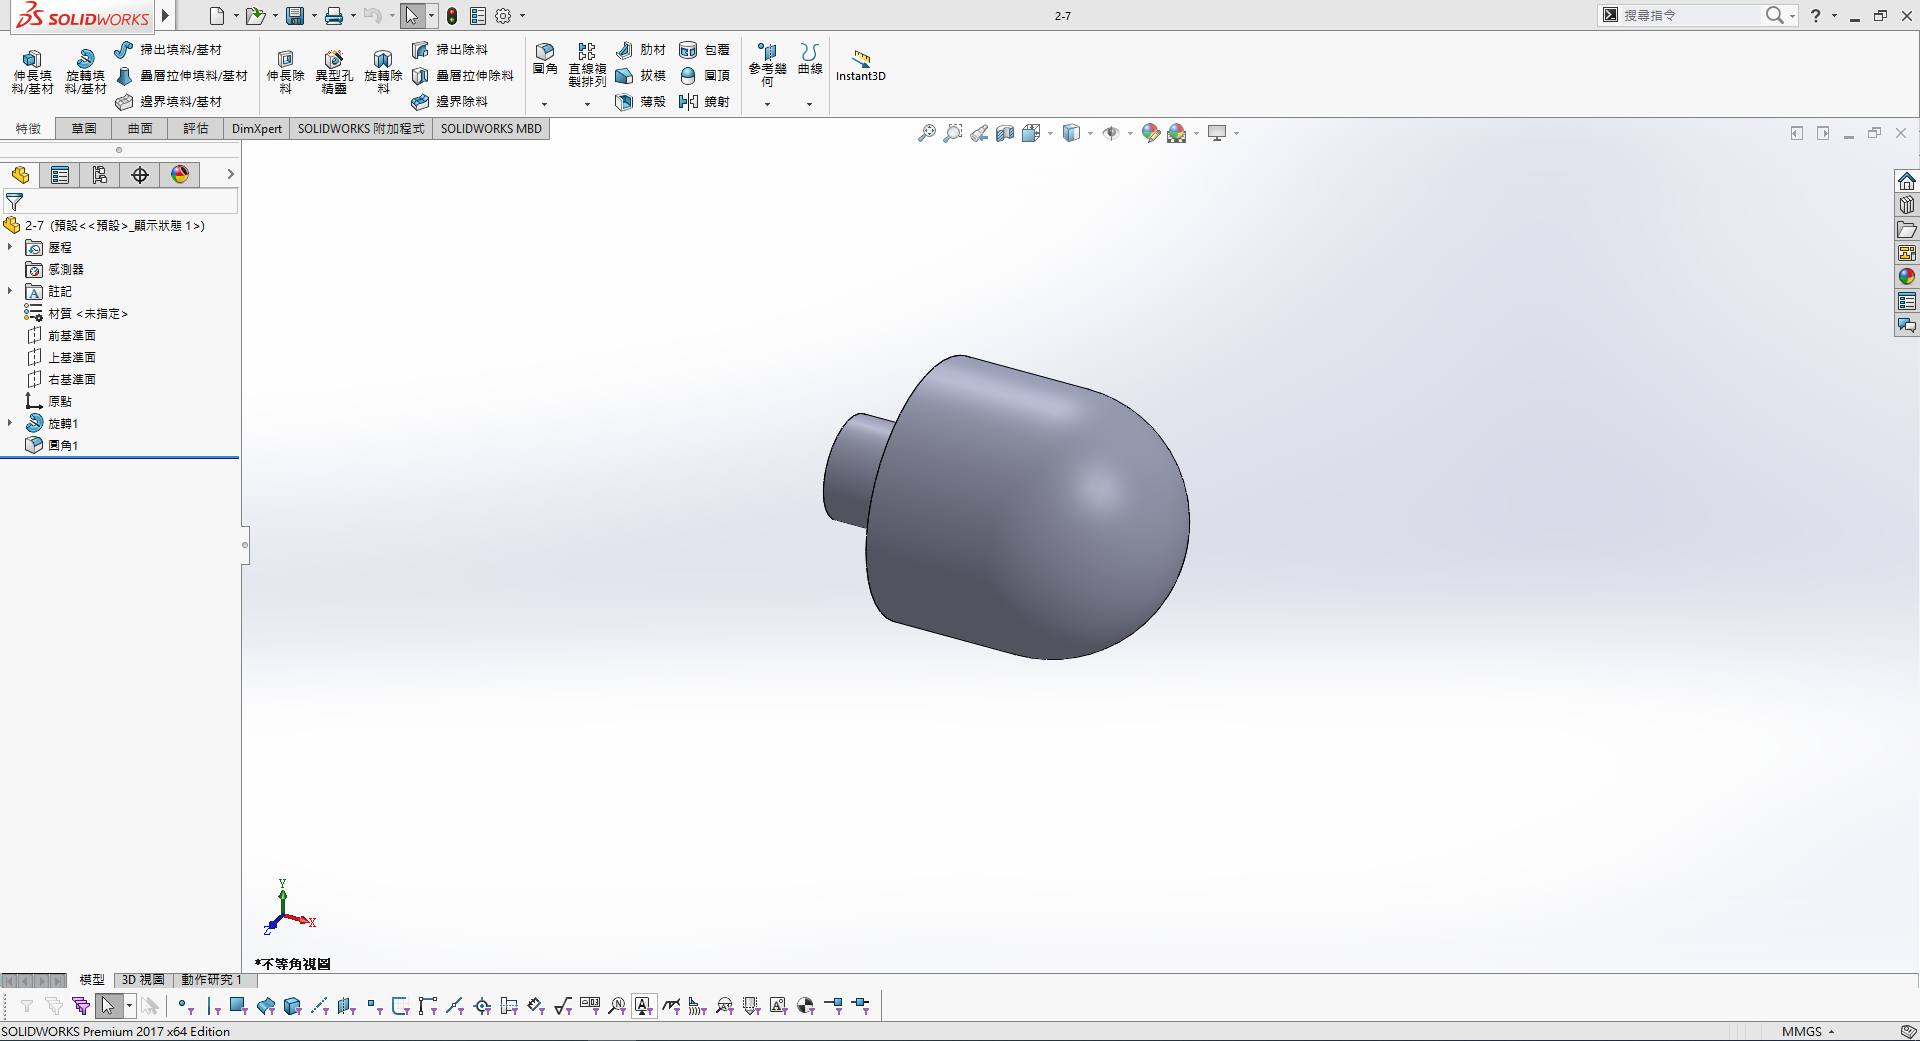 SOLIDWORKS
2-7
搜尋指令
?
伸長填
料/基材
旋轉填
料/基材
掃出填料/基材
疊層拉伸填料/基材
邊界填料/基材
伸長除
料
異型孔
精靈
旋轉除
料
掃出除料
疊層拉伸除料
邊界除料
圓角
直線複
製排列
肋材
拔模
薄殼
包覆
圓頂
鏡射
參考幾
何
曲線
Instant3D
特徵
草圖
曲面
評估
DimXpert
SOLIDWORKS 附加程式
SOLIDWORKS MBD
2-7 (預設<<預設>_顯示狀態 1>)
歷程
感測器
註記
材質 <未指定>
前基準面
上基準面
右基準面
原點
旋轉1
圓角1
Y
X
Z
*不等角視圖
模型
3D 視圖
動作研究 1
SOLIDWORKS Premium 2017 x64 Edition
MMGS